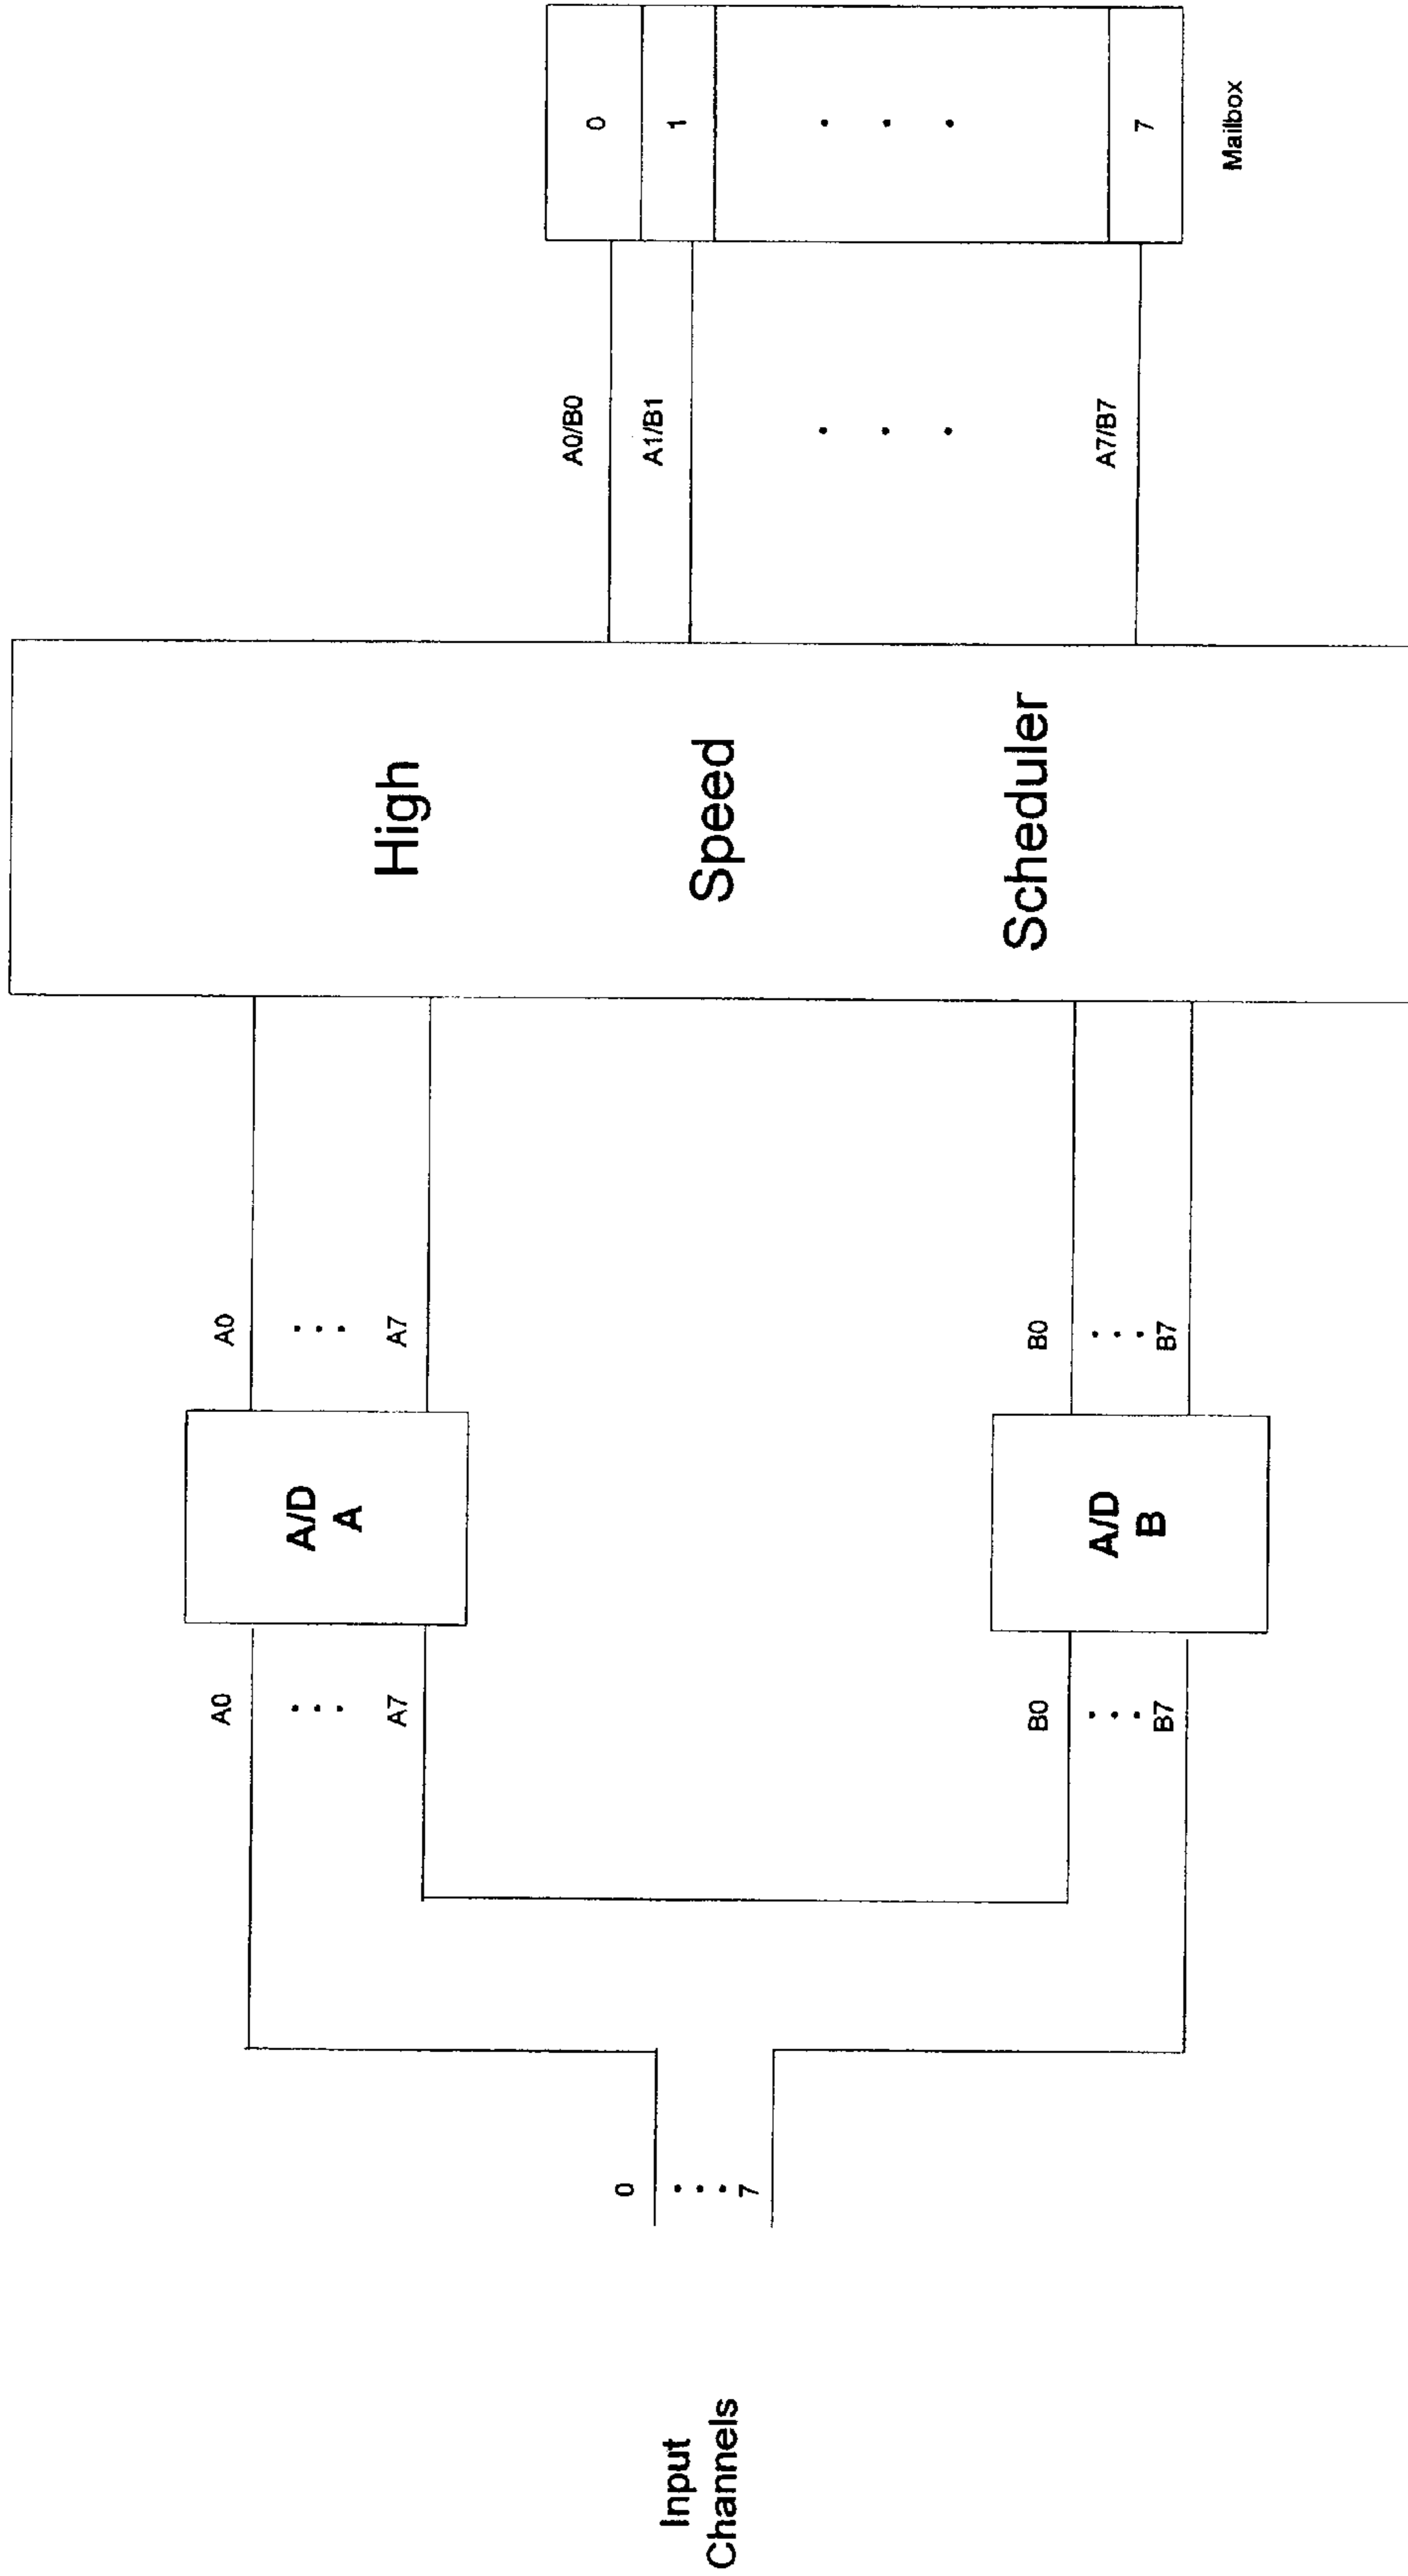 Input
Channels
0
7
A0
A7
B0
B7
A/D
A
A/D
B
A0
A7
B0
B7
High
Speed
Scheduler
A0/B0
A1/B1
A7/B7
0
1
7
Mailbox